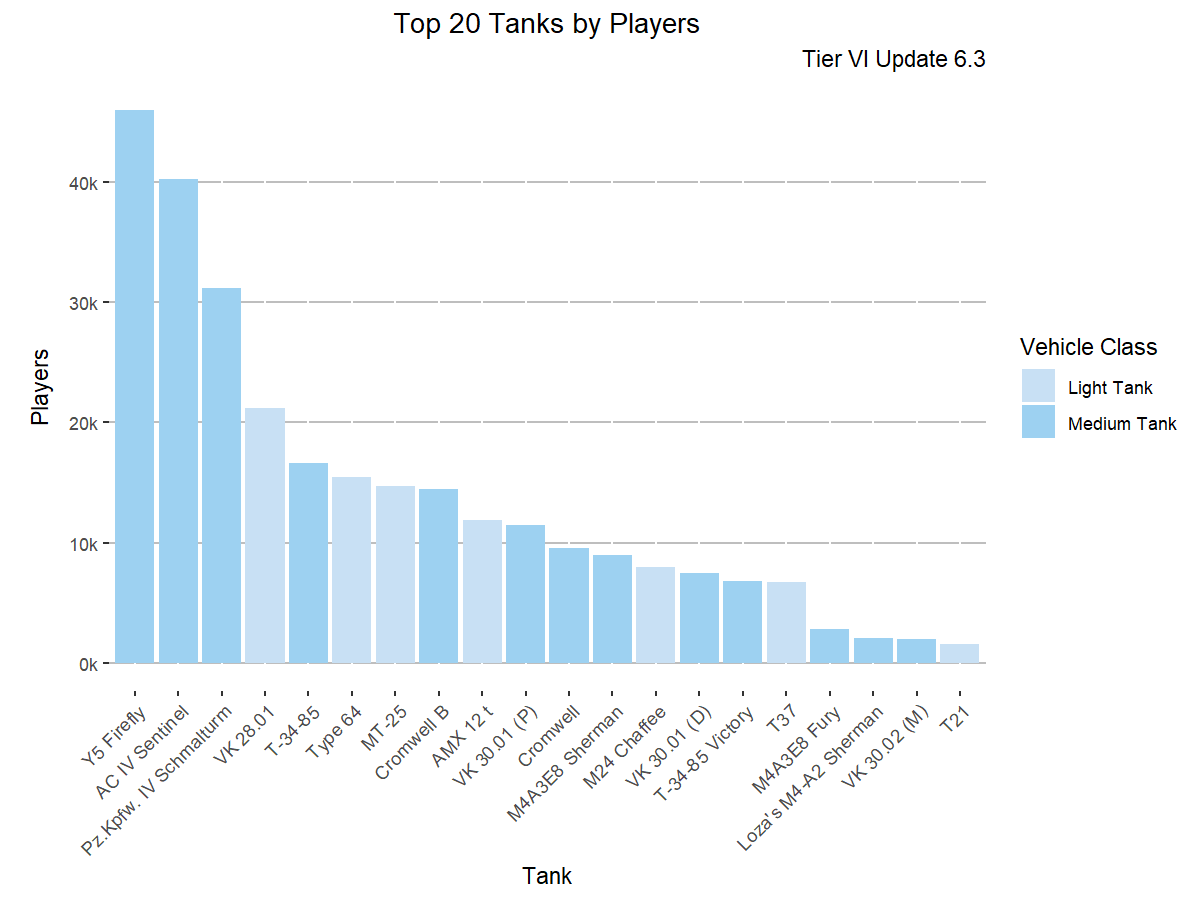 Top 20 Tanks by Players
Tier VI Update 6.3
Players
40k
30k
20k
10k
0k
Y5 Firefly
AC IV Sentinel
Pz.Kpfw. IV Schmalturm
VK 28.01
T-34-85
Type 64
MT-25
Cromwell B
AMX 12 t
VK 30.01 (P)
Cromwell
M4A3E8 Sherman
M24 Chaffee
VK 30.01 (D)
T-34-85 Victory
T37
M4A3E8 Fury
Loza's M4-A2 Sherman
VK 30.02 (M)
T21
Tank
Vehicle Class
Light Tank
Medium Tank